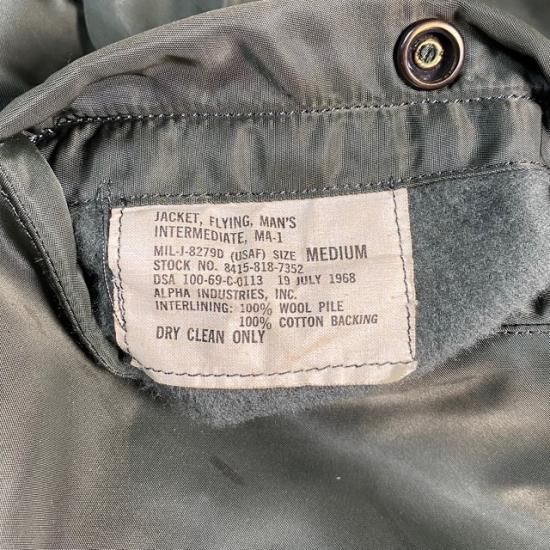 JACKET, FLYING, MAN'S
INTERMEDIATE, MA-1
MIL-J-8279D (USAF) SIZE MEDIUM
STOCK NO. 8415-818-7352
DSA 100-69-C-0113 19 JULY 1968
ALPHA INDUSTRIES, INC.
INTERLINING: 100% WOOL PILE
100% COTTON BACKING
DRY CLEAN ONLY